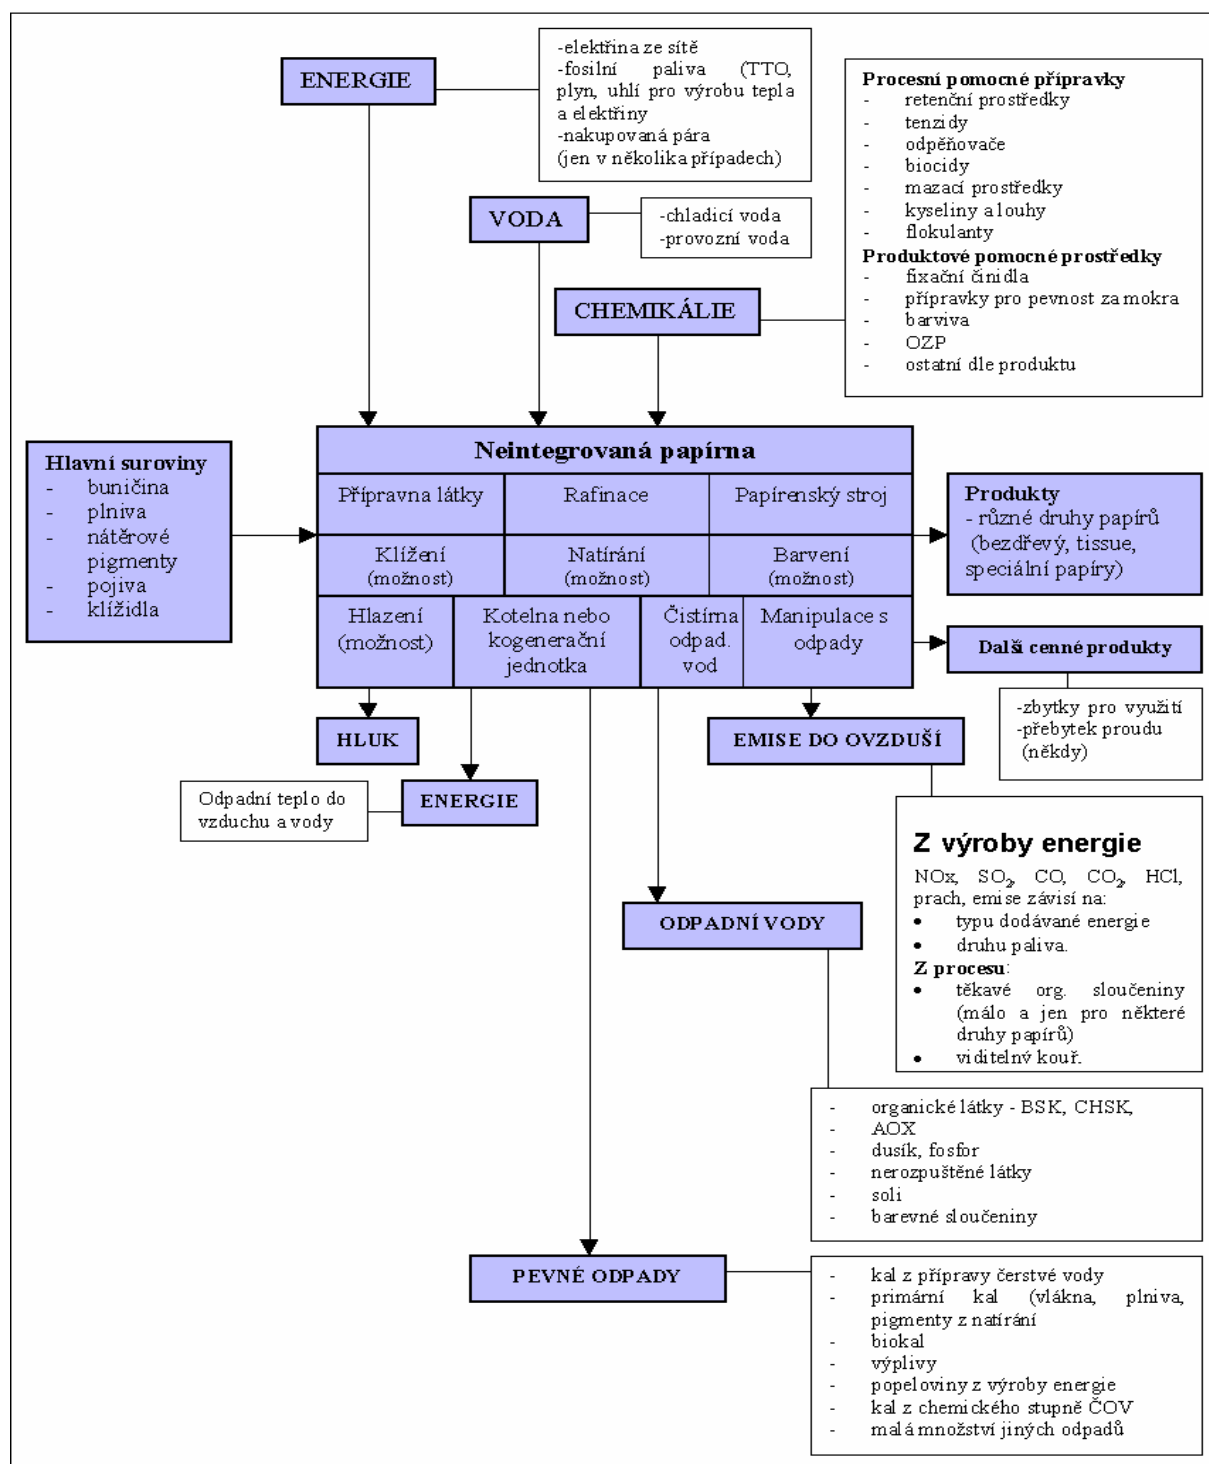 ENERGIE
-elektřina ze sítě
-fosilní paliva (TTO,
plyn, uhlí pro výrobu tepla
a elektřiny
-nakupovaná pára
(jen v několika případech)
VODA
-chladicí voda
-provozní voda
CHEMIKÁLIE
Procesní pomocné přípravky
- retenční prostředky
- tenzidy
- odpěňovače
- biocidy
- mazací prostředky
- kyseliny a louhy
- flokulanty
Produktové pomocné prostředky
- fixační činidla
- přípravky pro pevnost za mokra
- barviva
- OZP
- ostatní dle produktu
Hlavní suroviny
- buničina
- plniva
- nátěrové
pigmenty
- pojiva
- klížidla
Neintegrovaná papírna
Přípravna látky
Rafinace
Papírenský stroj
Klížení
(možnost)
Natírání
(možnost)
Barvení
(možnost)
Hlazení
(možnost)
Kotelna nebo
kogenerační
jednotka
Čistírna
odpad.
vod
Manipulace s
odpady
Produkty
- různé druhy papírů
(bezdřevý, tissue,
speciální papíry)
Další cenné produkty
-zbytky pro využití
-přebytek proudu
(někdy)
HLUK
ENERGIE
Odpadní teplo do
vzduchu a vody
EMISE DO OVZDUŠÍ
Z výroby energie
NOx, SO₂, CO, CO₂, HCl,
prach, emise závisí na:
• typu dodávané energie
• druhu paliva.
Z procesu:
• těkavé org. sloučeniny
(málo a jen pro některé
druhy papírů)
• viditelný kouř.
ODPADNÍ VODY
- organické látky - BSK, CHSK,
- AOX
- dusík, fosfor
- nerozpuštěné látky
- soli
- barevné sloučeniny
PEVNÉ ODPADY
- kal z přípravy čerstvé vody
- primární kal (vlákna, plniva,
pigmenty z natírání
- biokal
- výplivy
- popeloviny z výroby energie
- kal z chemického stupně ČOV
- malá množství jiných odpadů